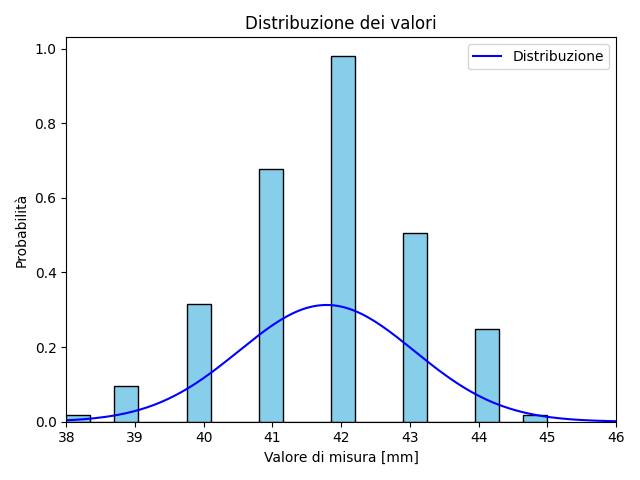 Distribuzione dei valori
Distribuzione
1.0
0.8
0.6
0.4
0.2
0.0
Probabilità
38 39 40 41 42 43 44 45 46
Valore di misura [mm]